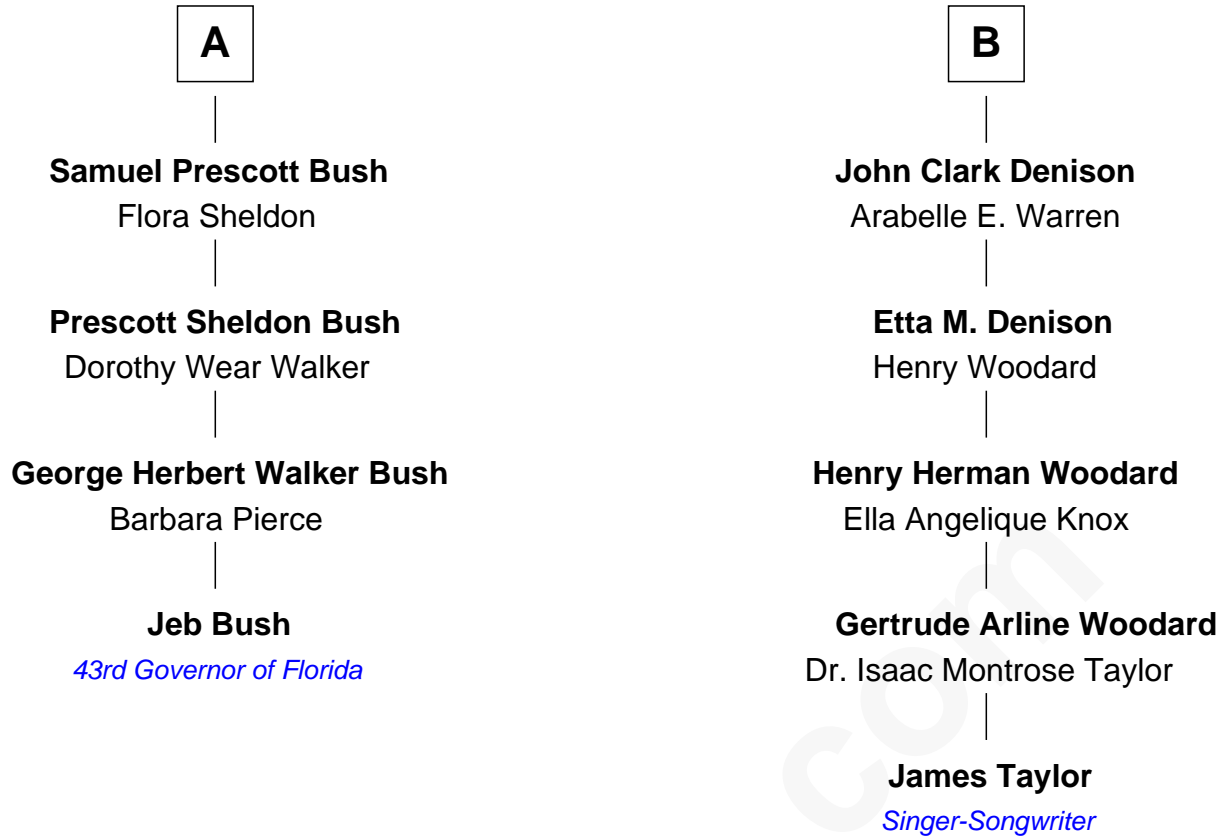 A
Samuel Prescott Bush
Flora Sheldon
Prescott Sheldon Bush
Dorothy Wear Walker
George Herbert Walker Bush
Barbara Pierce
Jeb Bush
43rd Governor of Florida
B
John Clark Denison
Arabelle E. Warren
Etta M. Denison
Henry Woodard
Henry Herman Woodard
Ella Angelique Knox
Gertrude Arline Woodard
Dr. Isaac Montrose Taylor
James Taylor
Singer-Songwriter
com